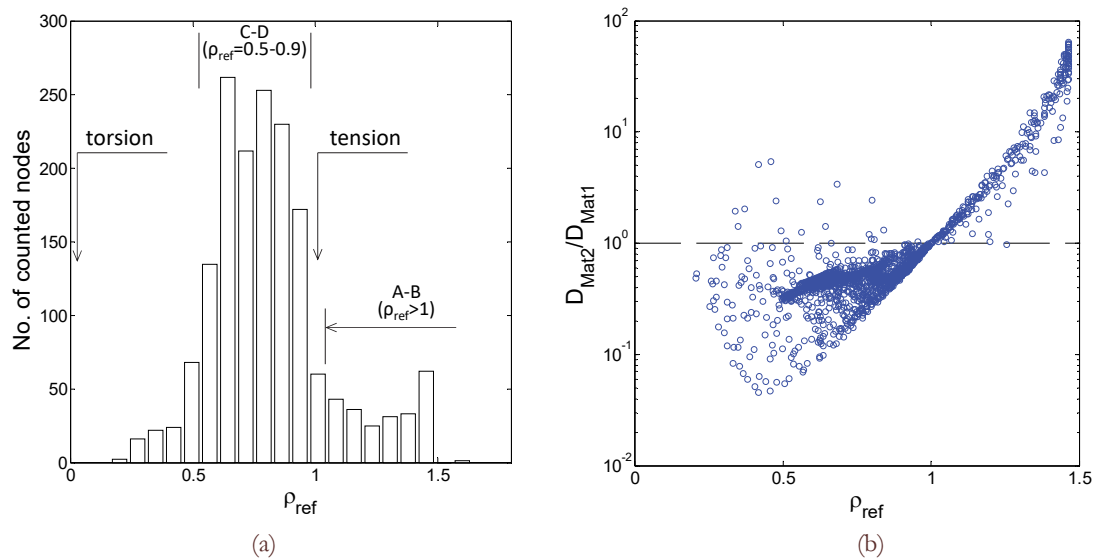 300
250
200
150
100
50
0
No. of counted nodes
C-D
(ρref=0.5-0.9)
torsion
tension
A-B
(ρref>1)
0
0.5
1
1.5
ρref
(a)
10^2
10^1
10^0
10^-1
10^-2
D_Mat2/D_Mat1
0
0.5
1
1.5
ρref
(b)